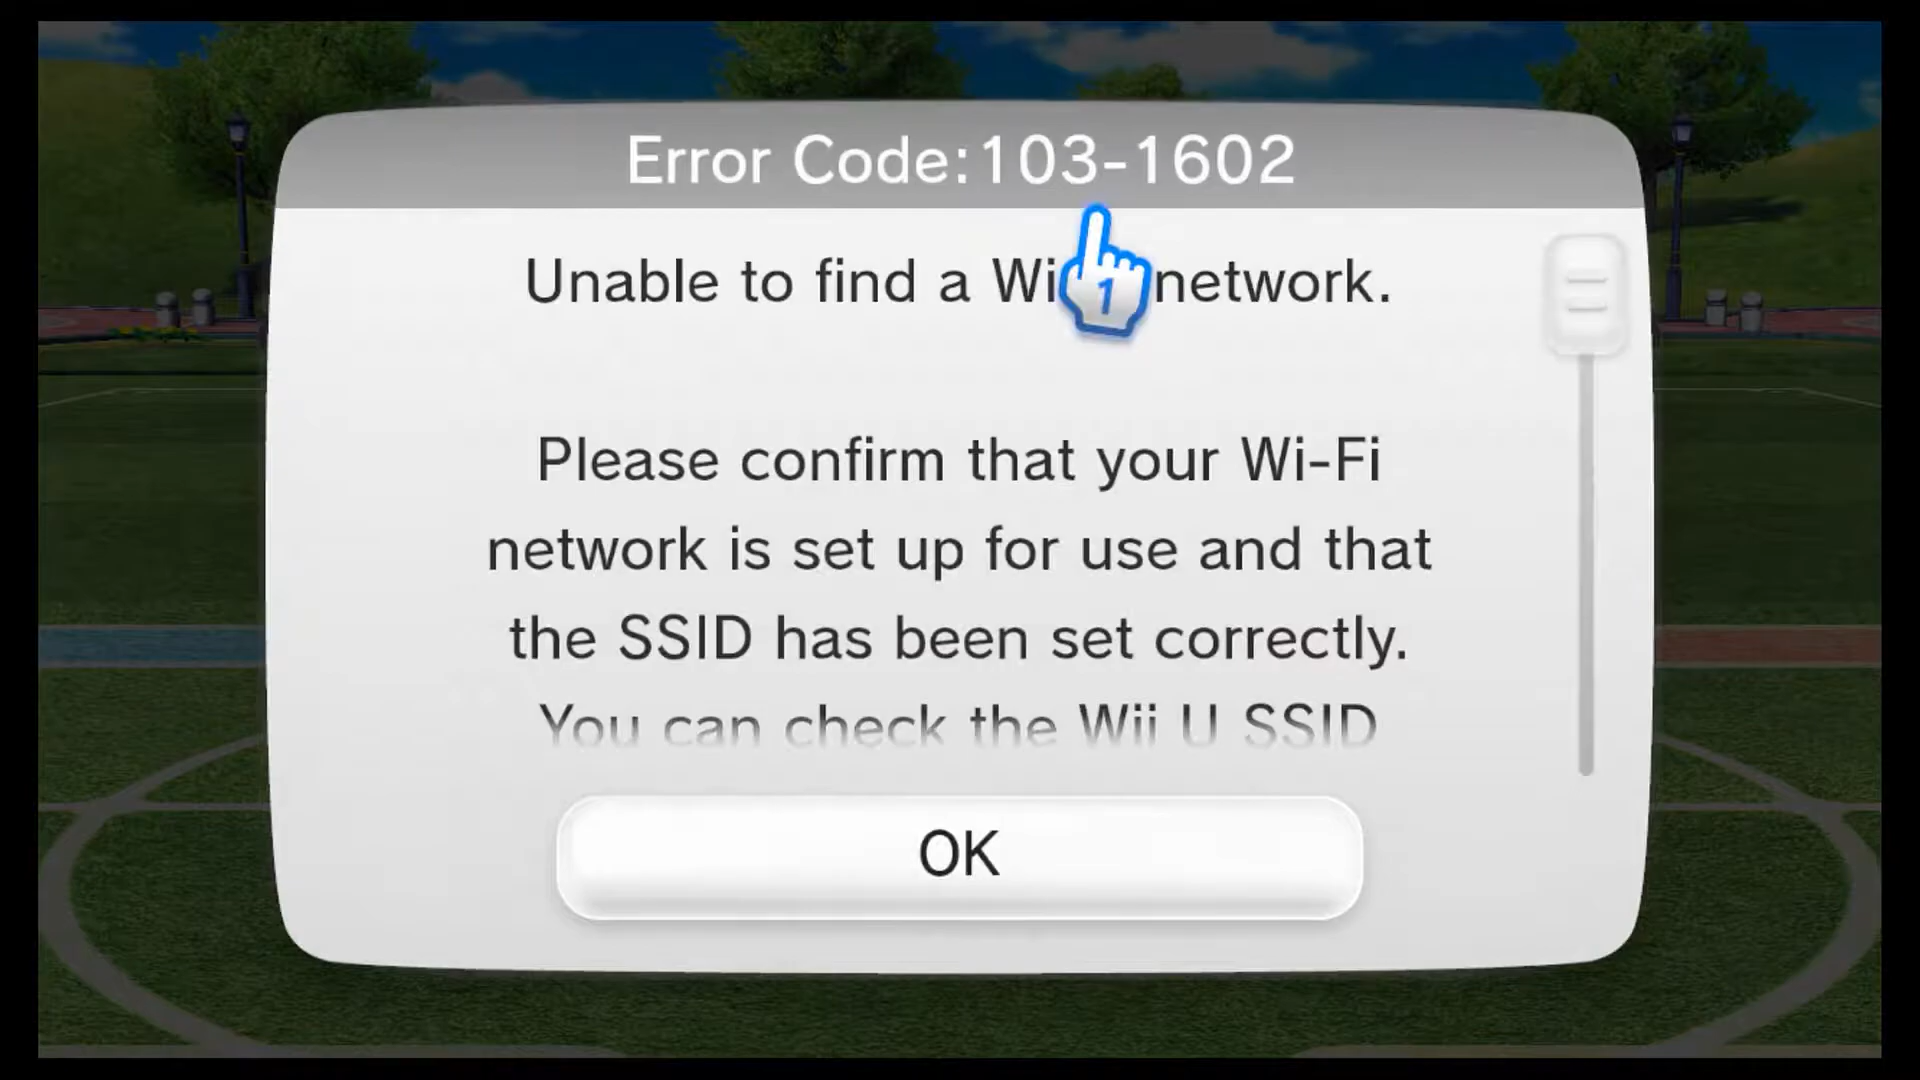 Error Code:103-1602
Unable to find a Wi network.
1
Please confirm that your Wi-Fi
network is set up for use and that
the SSID has been set correctly.
You can check the Wii U SSID
OK